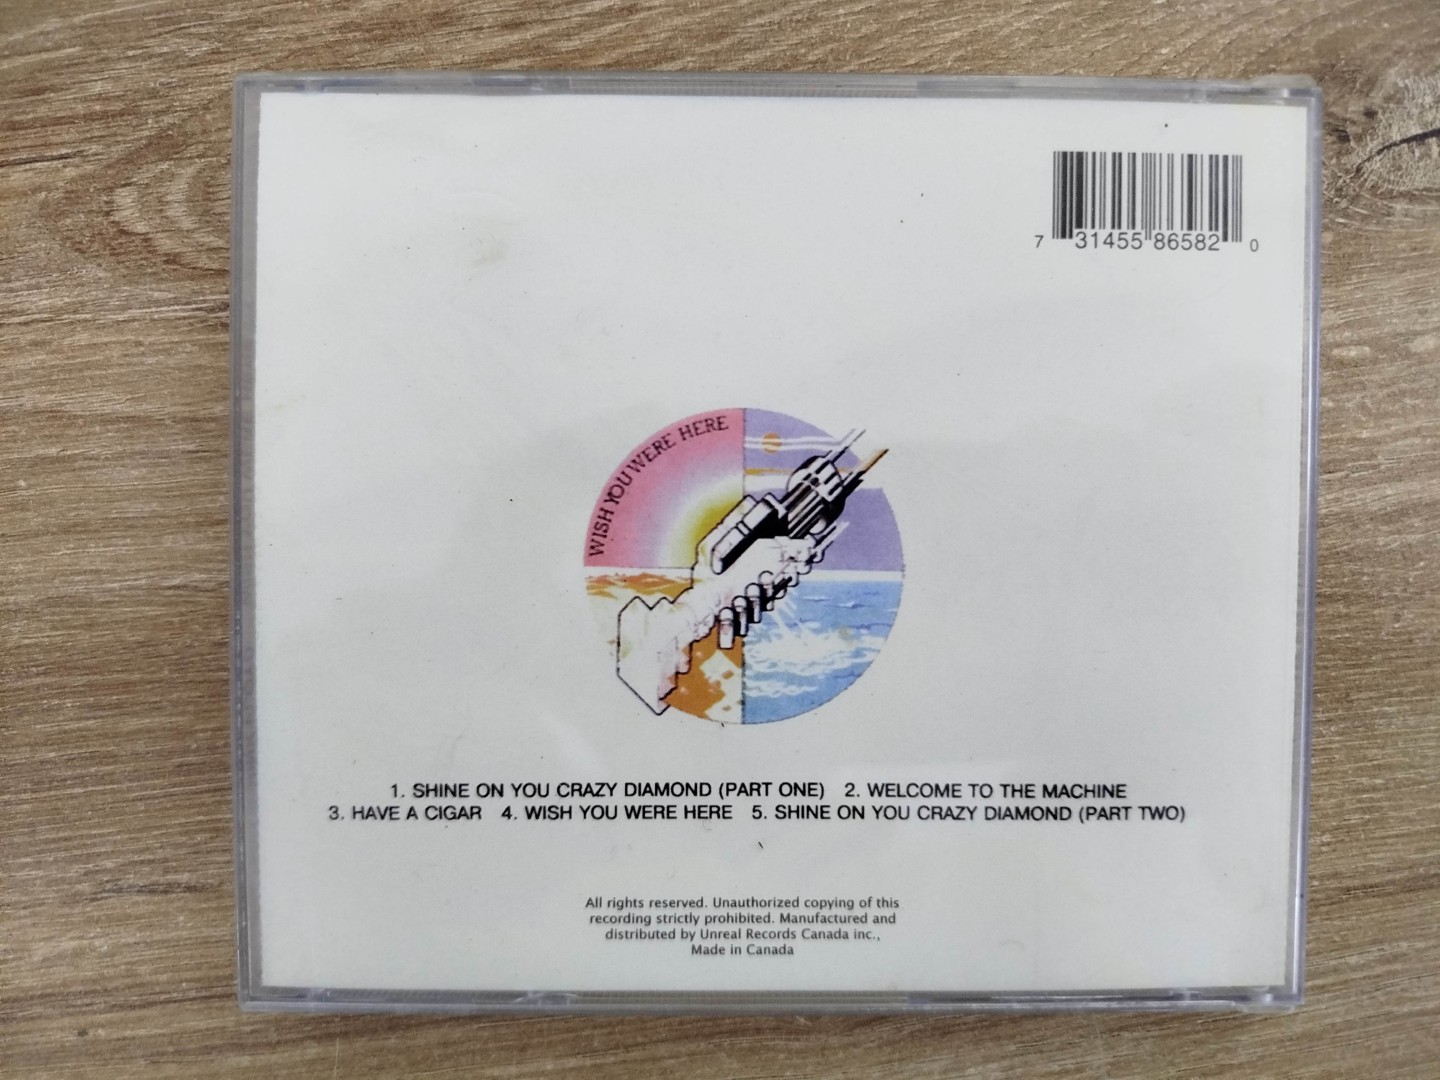 7 31455 86582 0
WISH YOU WERE HERE
1. SHINE ON YOU CRAZY DIAMOND (PART ONE) 2. WELCOME TO THE MACHINE
3. HAVE A CIGAR 4. WISH YOU WERE HERE 5. SHINE ON YOU CRAZY DIAMOND (PART TWO)
All rights reserved. Unauthorized copying of this
recording strictly prohibited. Manufactured and
distributed by Unreal Records Canada inc.,
Made in Canada